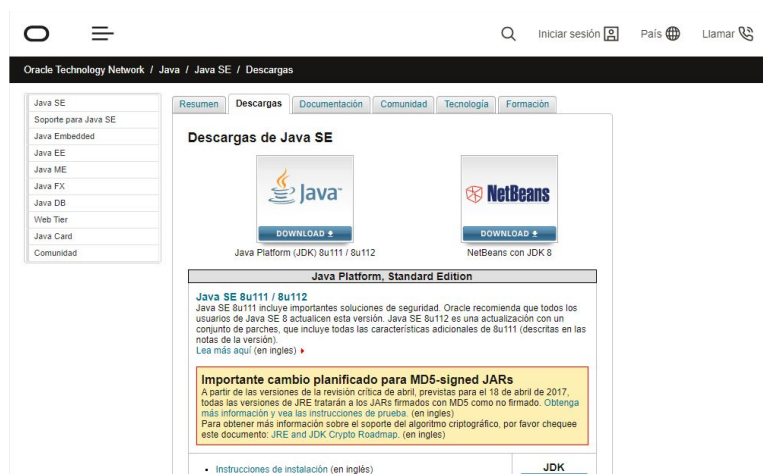 Iniciar sesión País Llamar
Oracle Technology Network / Java / Java SE / Descargas
Java SE
Soporte para Java SE
Java Embedded
Java EE
Java ME
Java FX
Java DB
Web Tier
Java Card
Comunidad
Resumen Descargas Documentación Comunidad Tecnología Formación
Descargas de Java SE
Java
DOWNLOAD
Java Platform (JDK) 8u111 / 8u112
NetBeans
DOWNLOAD
NetBeans con JDK 8
Java Platform, Standard Edition
Java SE 8u111 / 8u112
Java SE 8u111 incluye importantes soluciones de seguridad. Oracle recomienda que todos los
usuarios de Java SE 8 actualicen esta versión. Java SE 8u112 es una actualización con un
conjunto de parches, que incluye todas las características adicionales de 8u111 (descritas en las
notas de la versión).
Lea más aquí (en ingles)
Importante cambio planificado para MD5-signed JARs
A partir de las versiones de la revisión crítica de abril, previstas para el 18 de abril de 2017,
todas las versiones de JRE tratarán a los JARs firmados con MD5 como no firmado. Obtenga
más información y vea las instrucciones de prueba. (en ingles)
Para obtener más información sobre el soporte del algoritmo criptográfico, por favor chequee
este documento: JRE and JDK Crypto Roadmap. (en ingles)
Instrucciones de instalación (en inglés)
JDK